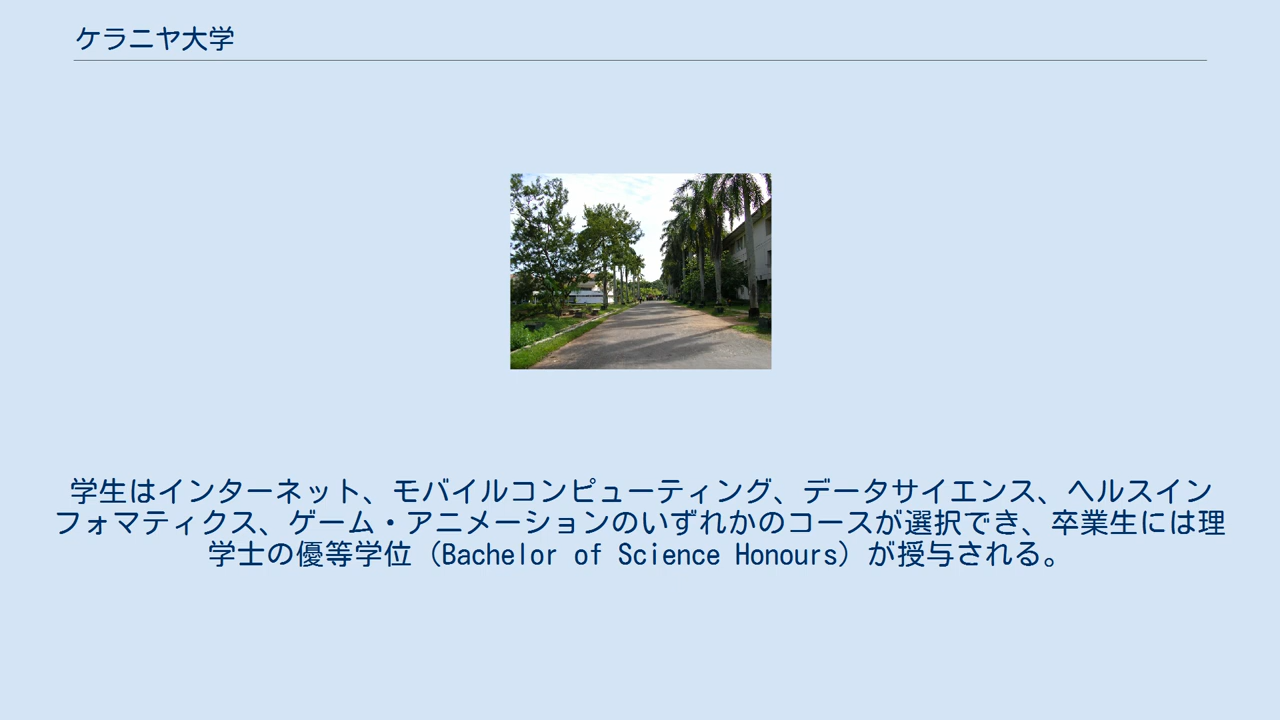 ケラニヤ大学
学生はインターネット、モバイルコンピューティング、データサイエンス、ヘルスイン
フォマティクス、ゲーム・アニメーションのいずれかのコースが選択でき、卒業生には理
学士の優等学位（Bachelor of Science Honours）が授与される。